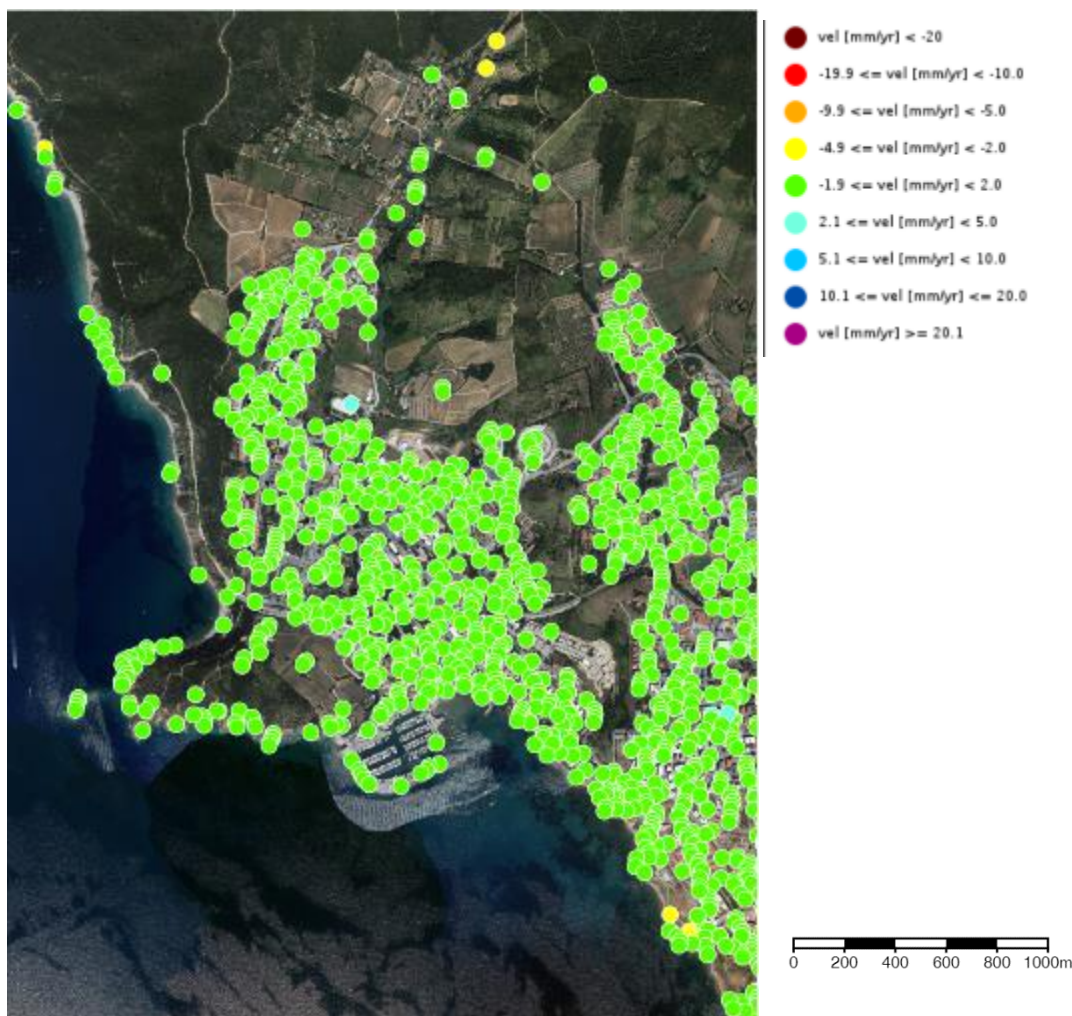 vel [mm/yr] < -20
-19.9 <= vel [mm/yr] < -10.0
-9.9 <= vel [mm/yr] < -5.0
-4.9 <= vel [mm/yr] < -2.0
-1.9 <= vel [mm/yr] < 2.0
2.1 <= vel [mm/yr] < 5.0
5.1 <= vel [mm/yr] < 10.0
10.1 <= vel [mm/yr] <= 20.0
vel [mm/yr] >= 20.1
0 200 400 600 800 1000m